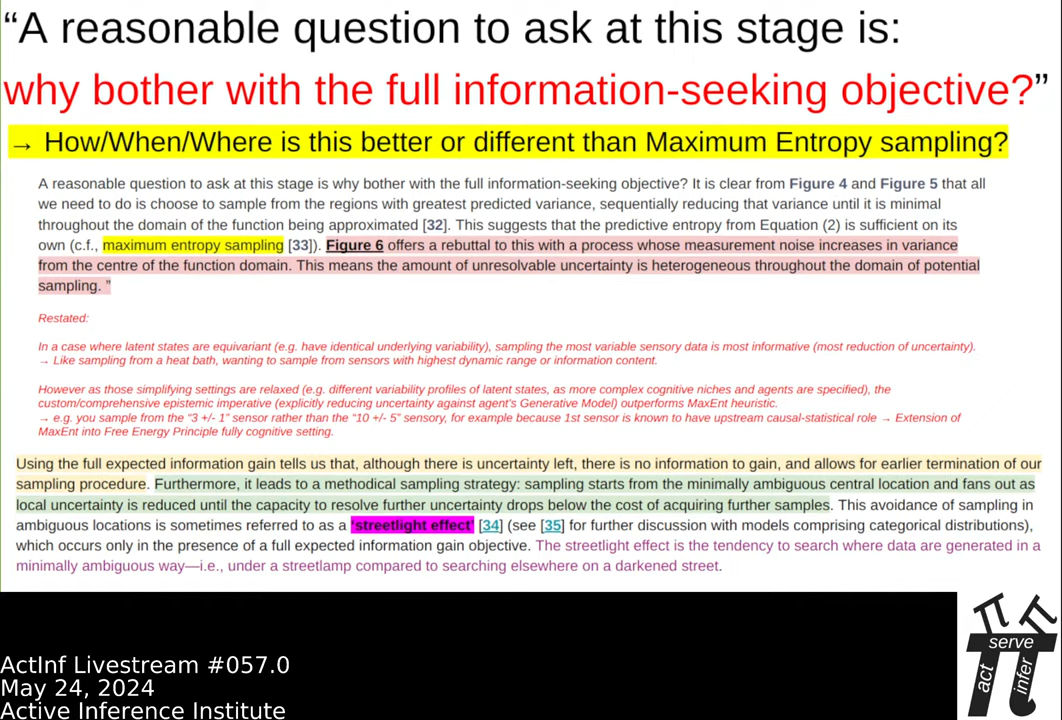 “A reasonable question to ask at this stage is:
why bother with the full information-seeking objective?”
→ How/When/Where is this better or different than Maximum Entropy sampling?
A reasonable question to ask at this stage is why bother with the full information-seeking objective? It is clear from Figure 4 and Figure 5 that all
we need to do is choose to sample from the regions with greatest predicted variance, sequentially reducing that variance until it is minimal
throughout the domain of the function being approximated [32]. This suggests that the predictive entropy from Equation (2) is sufficient on its
own (c.f., maximum entropy sampling [33]). Figure 6 offers a rebuttal to this with a process whose measurement noise increases in variance
from the centre of the function domain. This means the amount of unresolvable uncertainty is heterogeneous throughout the domain of potential
sampling. ”
Restated:
In a case where latent states are equivariant (e.g. have identical underlying variability), sampling the most variable sensory data is most informative (most reduction of uncertainty).
→ Like sampling from a heat bath, wanting to sample from sensors with highest dynamic range or information content.
However as those simplifying settings are relaxed (e.g. different variability profiles of latent states, as more complex cognitive niches and agents are specified), the
custom/comprehensive epistemic imperative (explicitly reducing uncertainty against agent's Generative Model) outperforms MaxEnt heuristic.
→ e.g. you sample from the “3 +/- 1” sensor rather than the “10 +/- 5” sensory, for example because 1st sensor is known to have upstream causal-statistical role → Extension of
MaxEnt into Free Energy Principle fully cognitive setting.
Using the full expected information gain tells us that, although there is uncertainty left, there is no information to gain, and allows for earlier termination of our
sampling procedure. Furthermore, it leads to a methodical sampling strategy: sampling starts from the minimally ambiguous central location and fans out as
local uncertainty is reduced until the capacity to resolve further uncertainty drops below the cost of acquiring further samples. This avoidance of sampling in
ambiguous locations is sometimes referred to as a 'streetlight effect' [34] (see [35] for further discussion with models comprising categorical distributions),
which occurs only in the presence of a full expected information gain objective. The streetlight effect is the tendency to search where data are generated in a
minimally ambiguous way—i.e., under a streetlamp compared to searching elsewhere on a darkened street.
ActInf Livestream #057.0
May 24, 2024
Active Inference Institute
serve
act
infer